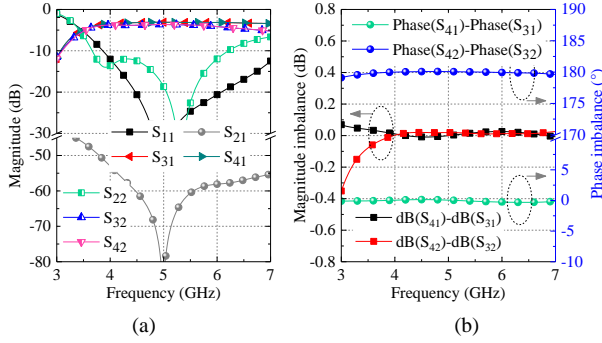 0
-5
-10
-15
-20
-25
-30
-50
-60
-70
-80
Magnitude (dB)
S11 S21
S31 S41
S22
S32
S42
3 4 5 6 7
Frequency (GHz)
(a)
Phase(S41)-Phase(S31)
Phase(S42)-Phase(S32)
0.8
0.6
0.4
0.2
0.0
-0.2
-0.4
-0.6
-0.8
Magnitude imbalance (dB)
dB(S41)-dB(S31)
dB(S42)-dB(S32)
190
185
180
175
170
5
0
-5
-10
Phase imbalance (°)
3 4 5 6 7
Frequency (GHz)
(b)